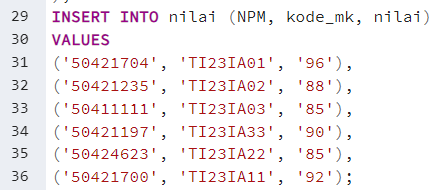 29 INSERT INTO nilai (NPM, kode_mk, nilai)
30 VALUES
31 ('50421704', 'TI23IA01', '96'),
32 ('50421235', 'TI23IA02', '88'),
33 ('50411111', 'TI23IA03', '85'),
34 ('50421197', 'TI23IA33', '90'),
35 ('50424623', 'TI23IA22', '85'),
36 ('50421700', 'TI23IA11', '92');